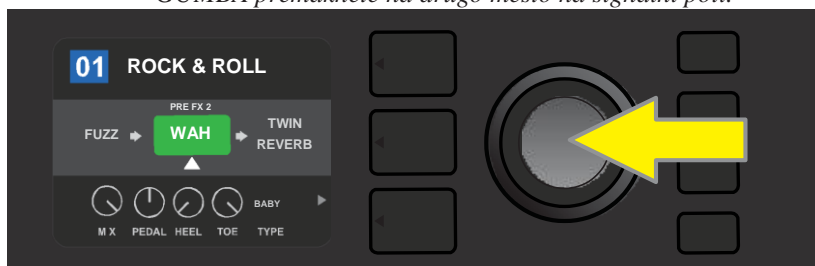 GUMBA premaknete na drugo mesto na signalni poti.
01 ROCK & ROLL
PRE FX 2
FUZZ WAH TWIN REVERB
BABY
M X PEDAL HEEL TOE TYPE